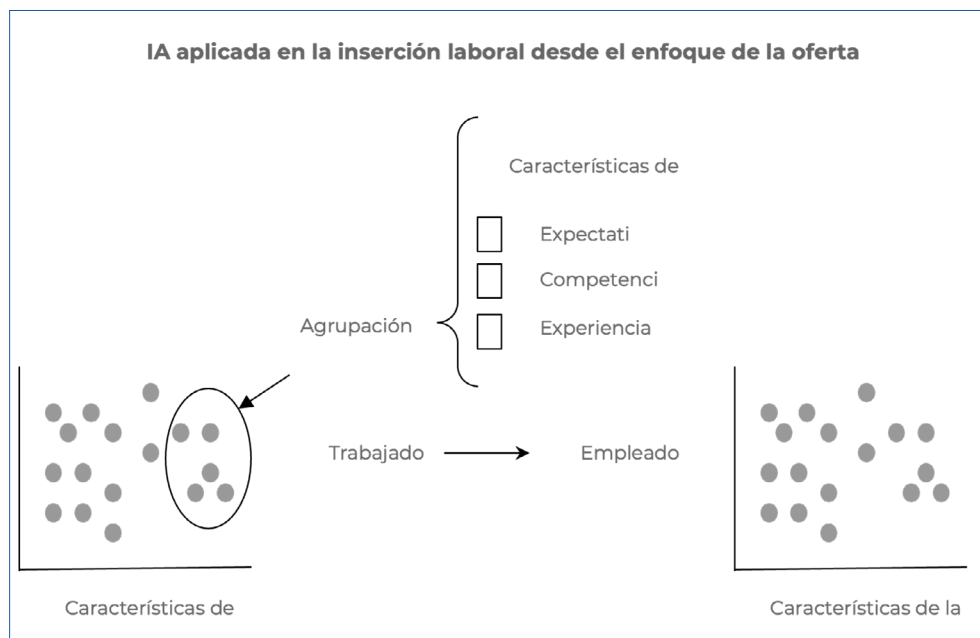 IA aplicada en la inserción laboral desde el enfoque de la oferta
Características de
Expectati
Competenci
Experiencia
Agrupación
Trabajado
Empleado
Características de
Características de la